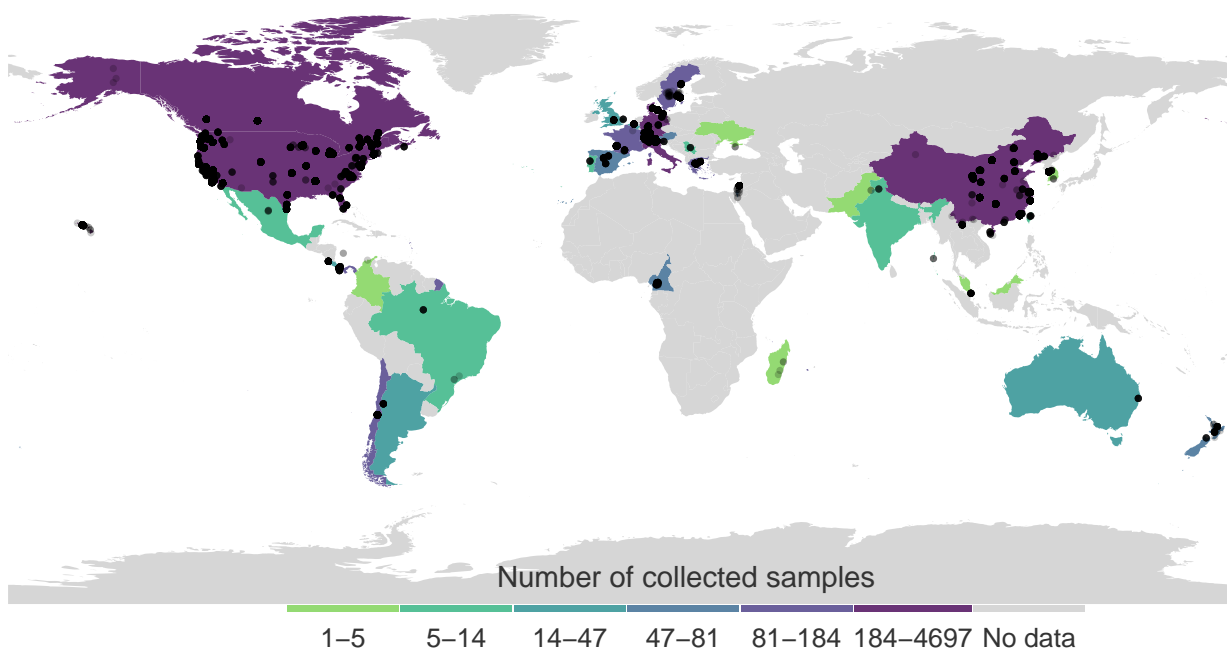 Number of collected samples
1–5 5–14 14–47 47–81 81–184 184–4697 No data